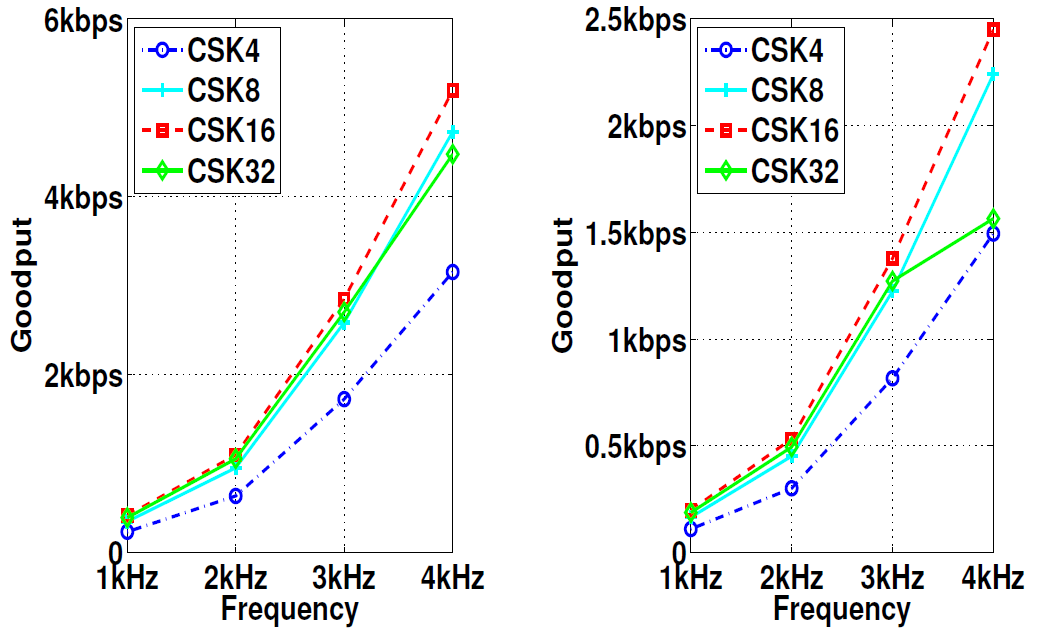 6kbps
4kbps
2kbps
0
Goodput
CSK4
CSK8
CSK16
CSK32
1kHz 2kHz 3kHz 4kHz
Frequency
2.5kbps
2kbps
1.5kbps
1kbps
0.5kbps
0
Goodput
CSK4
CSK8
CSK16
CSK32
1kHz 2kHz 3kHz 4kHz
Frequency